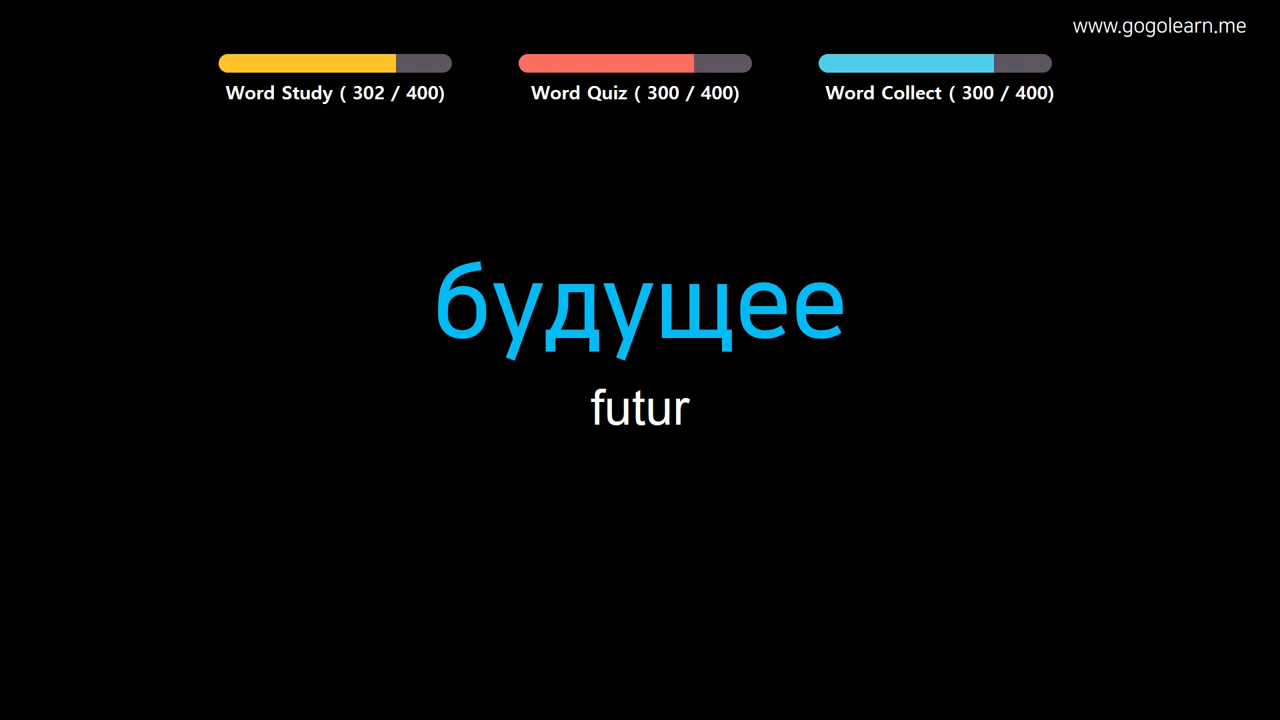 www.gogolearn.me
Word Study ( 302 / 400)
Word Quiz ( 300 / 400)
Word Collect ( 300 / 400)
будущее
futur